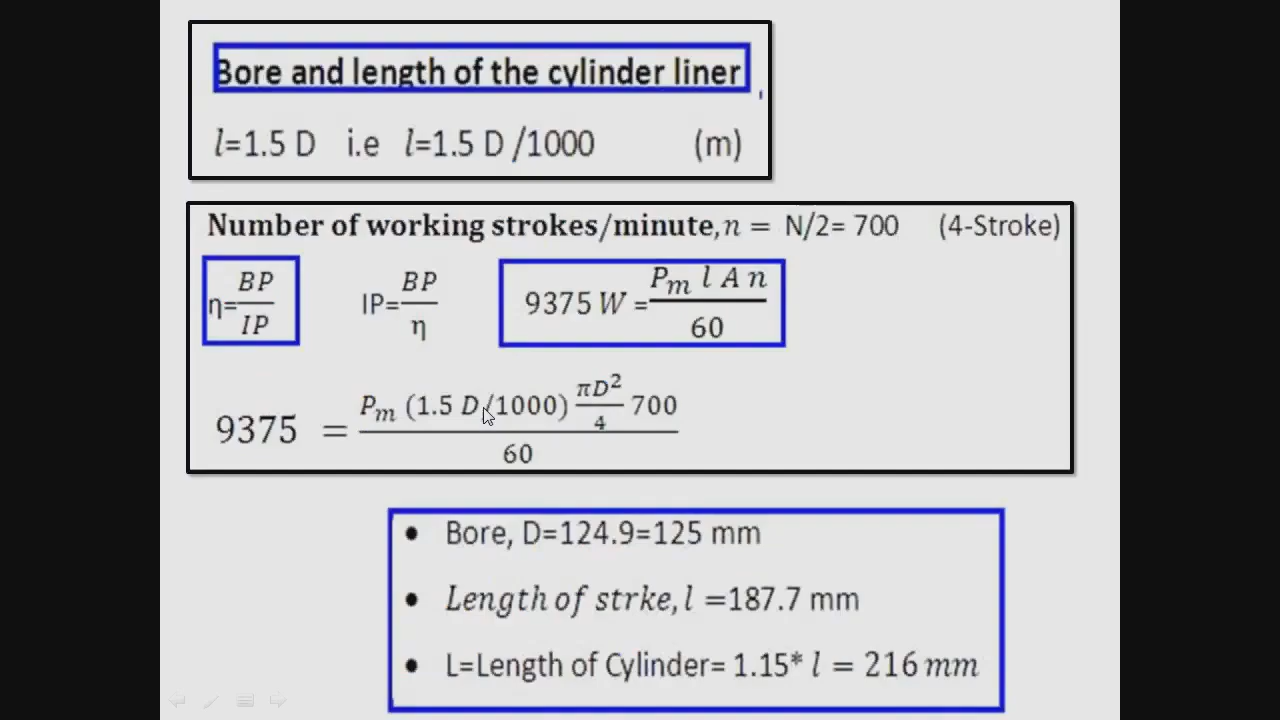 Bore and length of the cylinder liner
l=1.5 D i.e l=1.5 D /1000 (m)
Number of working strokes/minute, n = N/2= 700 (4-Stroke)
η=BP/IP IP=BP/η 9375 W =P_m l A n/60
9375 = P_m (1.5 D/1000) πD²/4 700/60
• Bore, D=124.9=125 mm
• Length of strke, l =187.7 mm
• L=Length of Cylinder= 1.15* l = 216 mm